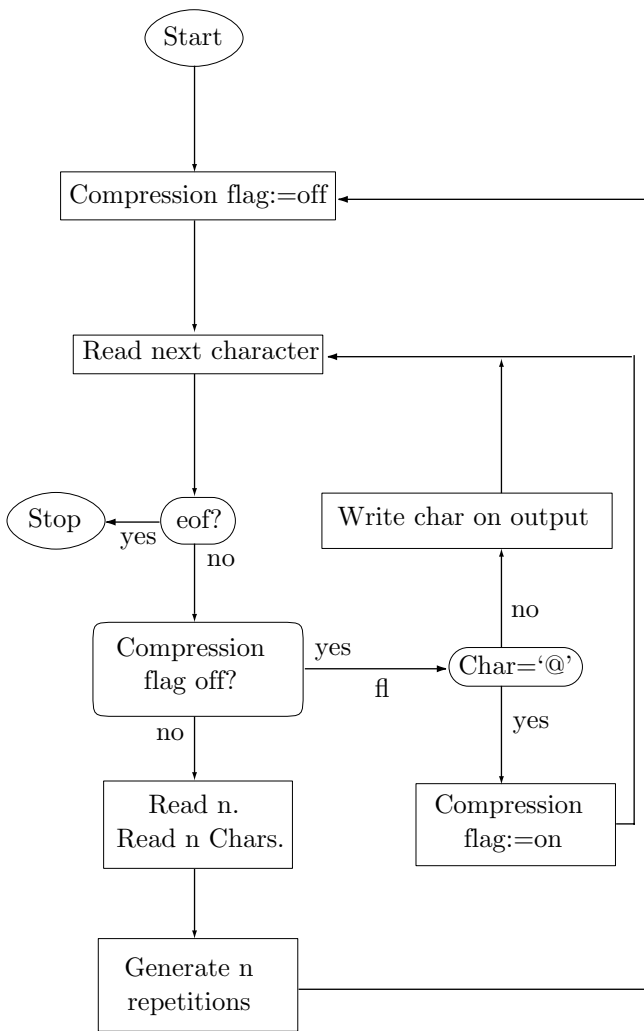 Start
Compression flag:=off
Read next character
Stop
yes
eof?
no
Write char on output
no
Compression
flag off?
yes
fl
Char=‘@’
yes
no
Read n.
Read n Chars.
Compression
flag:=on
Generate n
repetitions